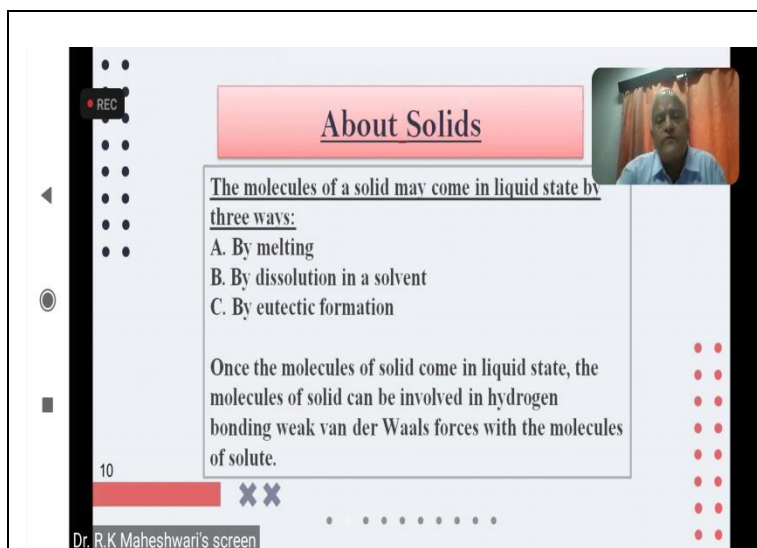 REC
About Solids
The molecules of a solid may come in liquid state by
three ways:
A. By melting
B. By dissolution in a solvent
C. By eutectic formation
Once the molecules of solid come in liquid state, the
molecules of solid can be involved in hydrogen
bonding weak van der Waals forces with the molecules
of solute.
10
Dr. R.K Maheshwari's screen